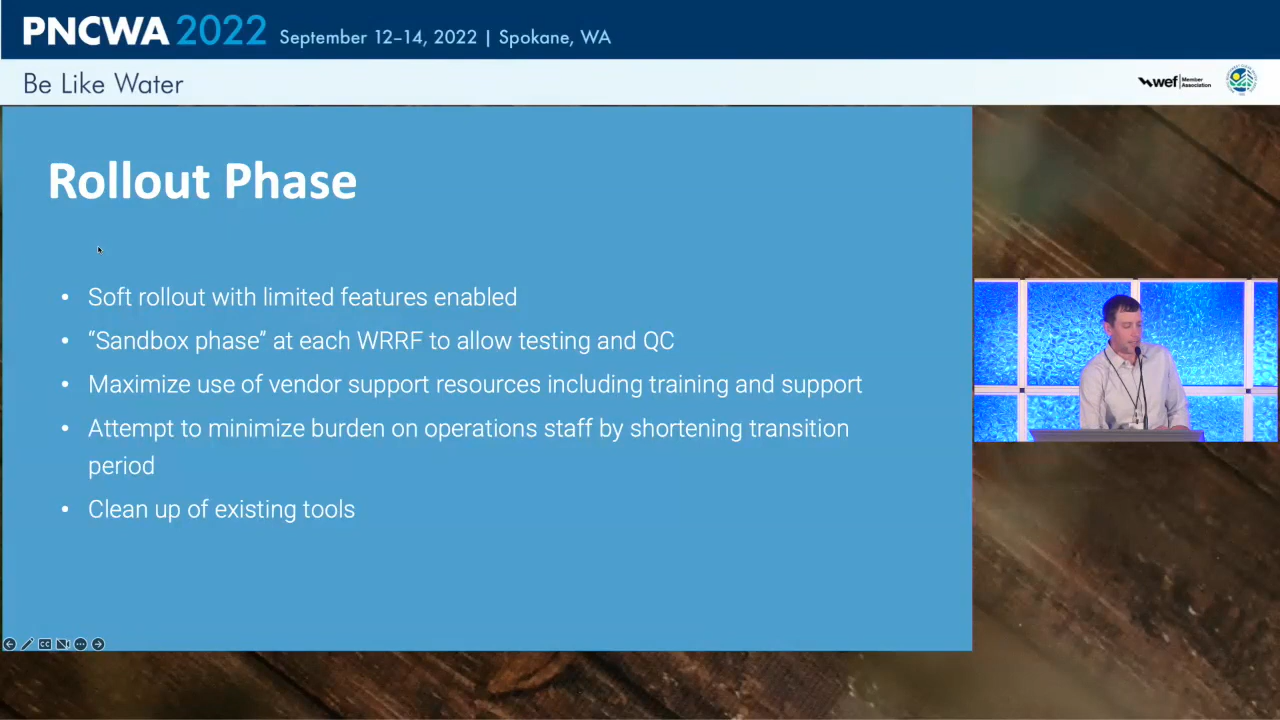 PNCWA 2022 September 12–14, 2022 | Spokane, WA
Be Like Water
wef Member Association
Rollout Phase
• Soft rollout with limited features enabled
• “Sandbox phase” at each WRRF to allow testing and QC
• Maximize use of vendor support resources including training and support
• Attempt to minimize burden on operations staff by shortening transition
period
• Clean up of existing tools
CC